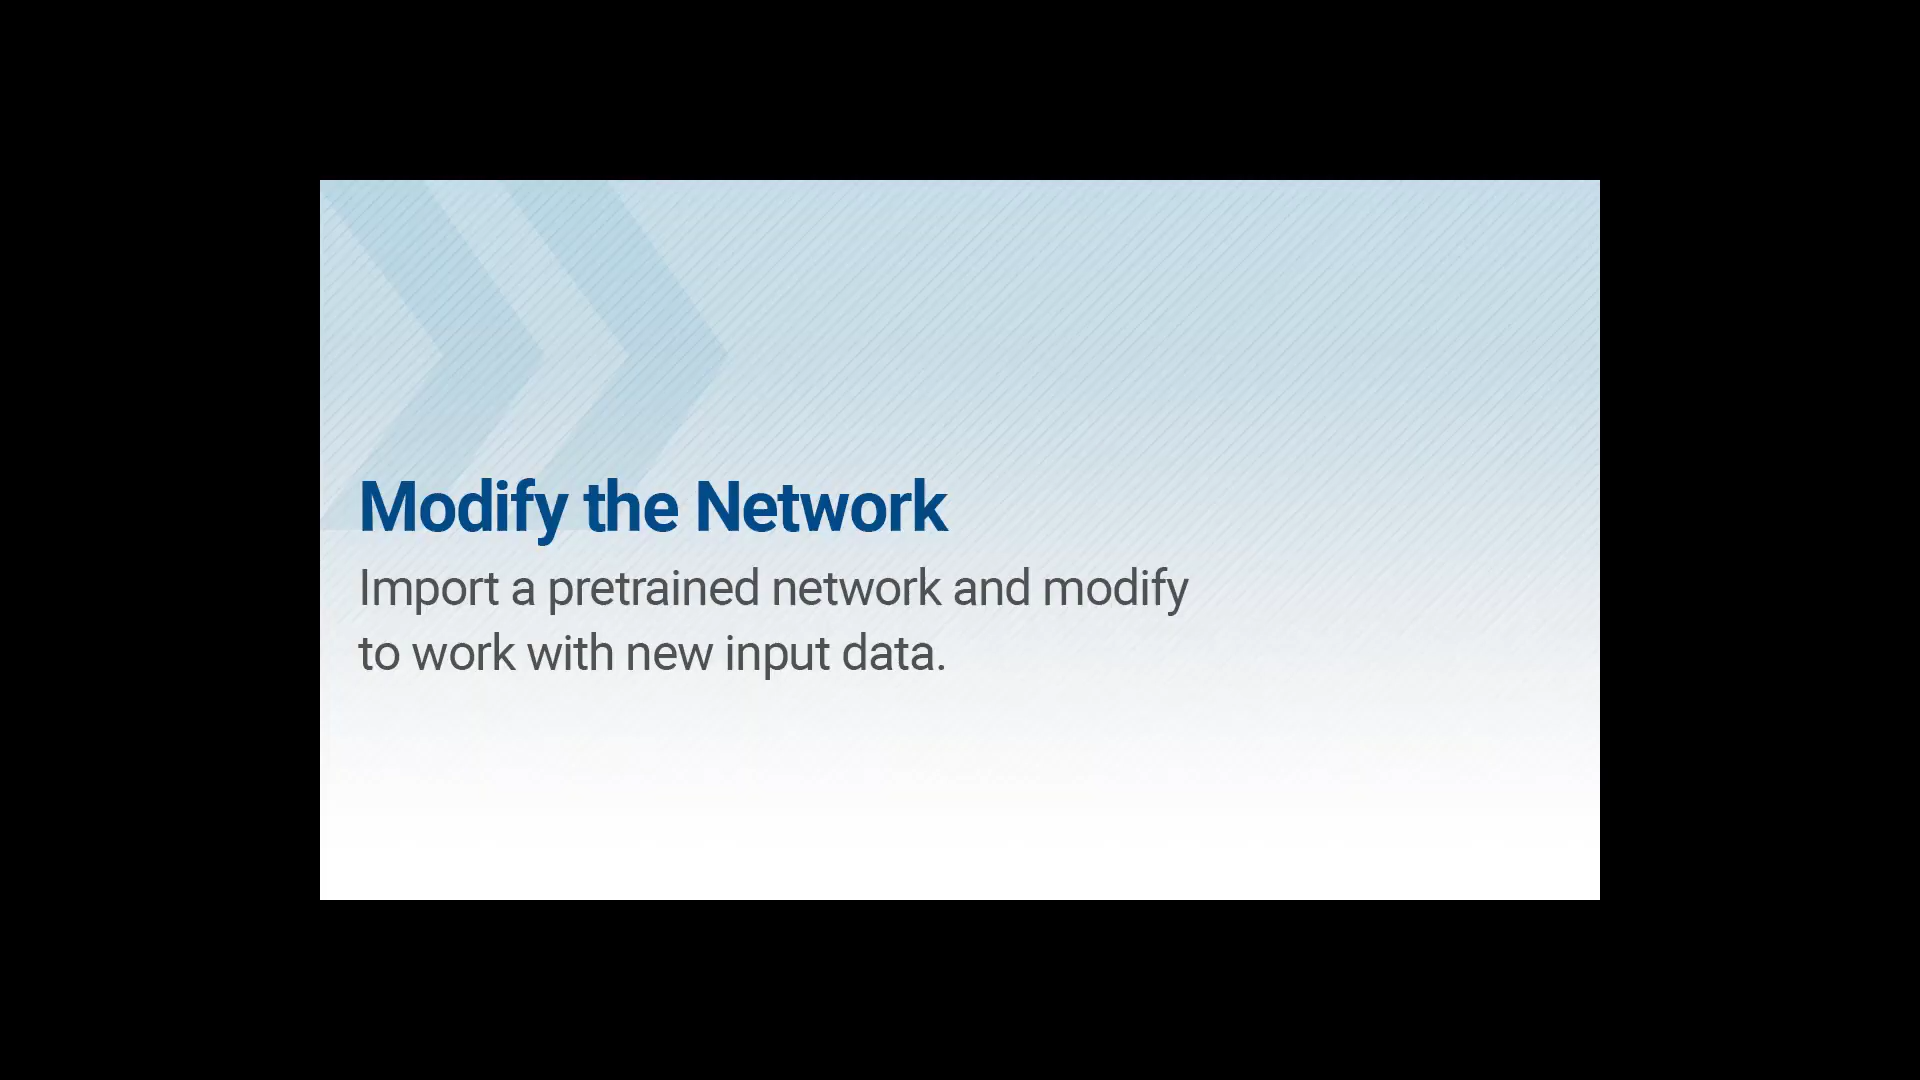 Modify the Network
Import a pretrained network and modify
to work with new input data.